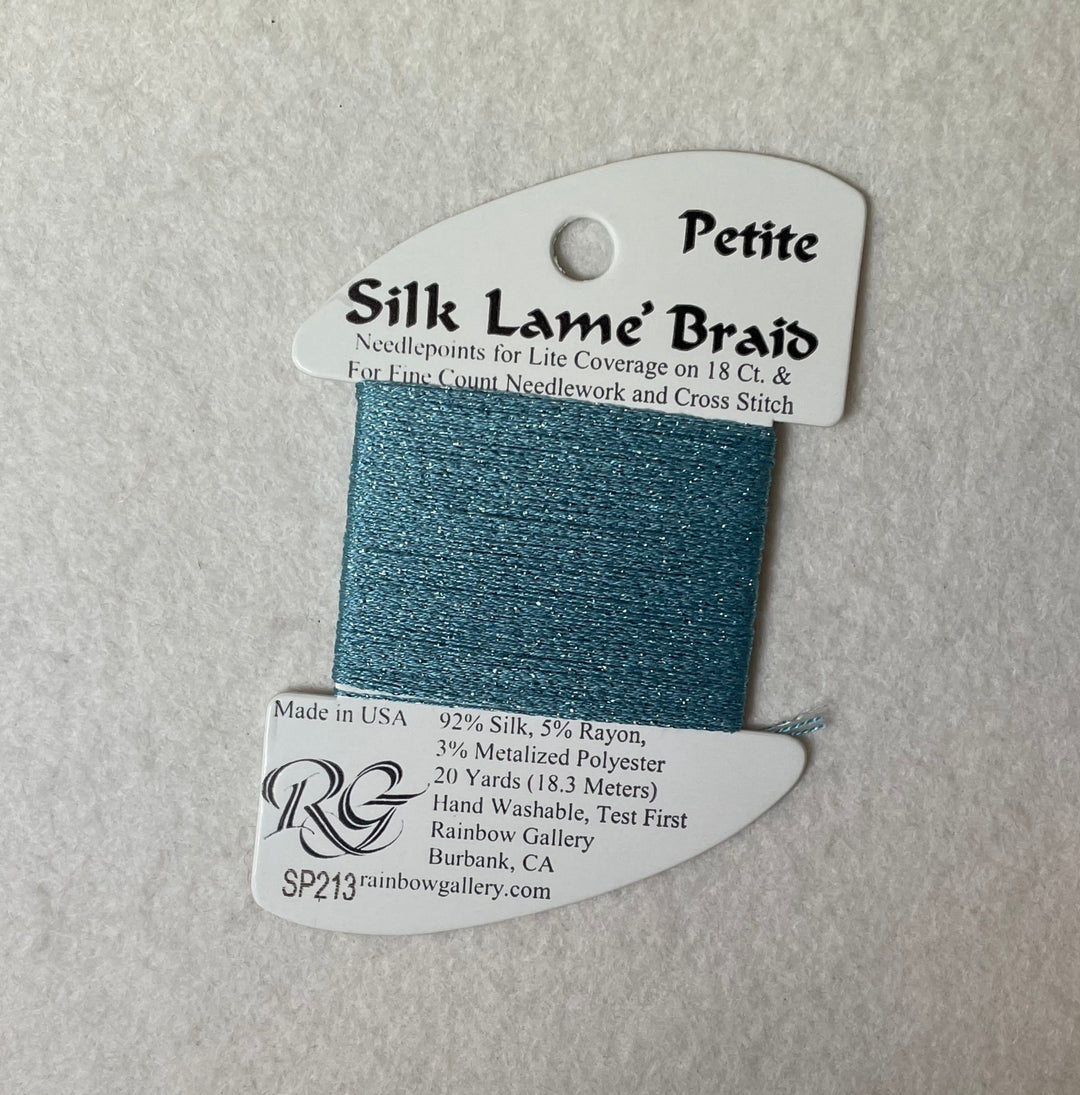 Petite
Silk Lame' Braid
Needlepoints for Lite Coverage on 18 Ct. &
For Fine Count Needlework and Cross Stitch
Made in USA
92% Silk, 5% Rayon,
3% Metalized Polyester
20 Yards (18.3 Meters)
Hand Washable, Test First
Rainbow Gallery
Burbank, CA
RG
SP213 rainbowgallery.com